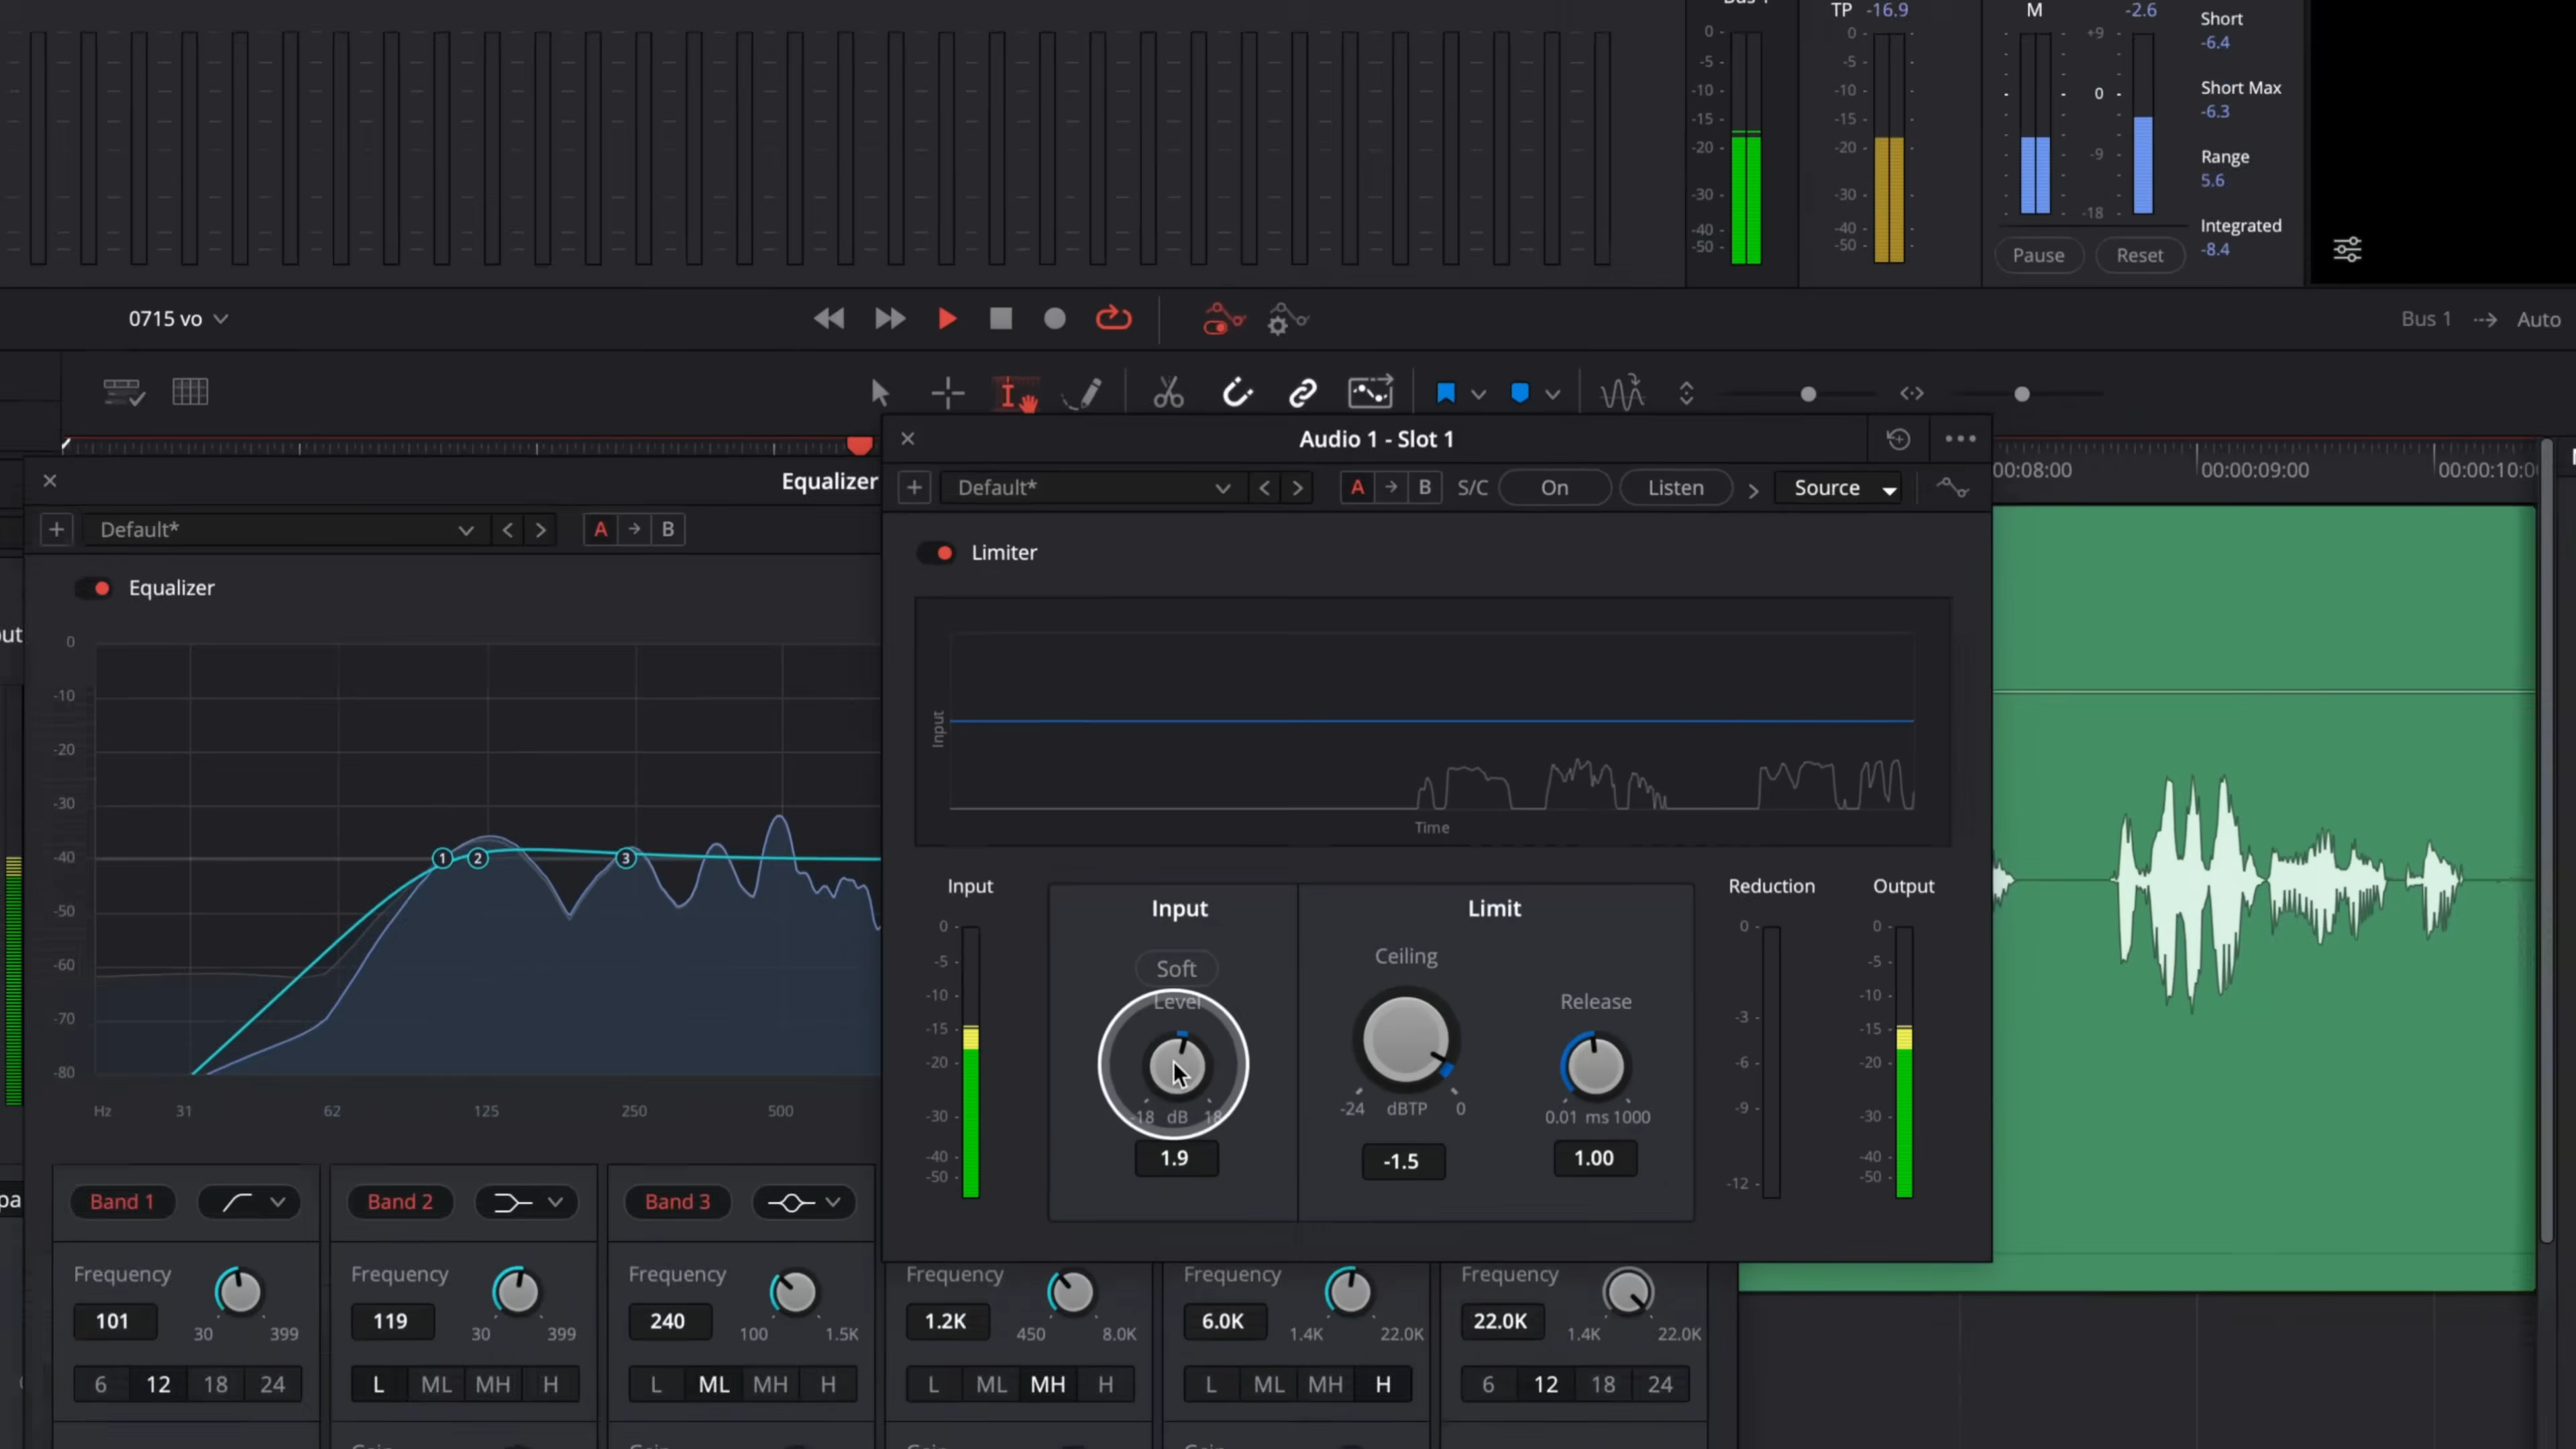 TP -16.9
M -2.6
Short
-6.4
Short Max
-6.3
Range
5.6
Integrated
-8.4
0
-5
-10
-15
-20
-30
-40
-50
0
-5
-10
-15
-20
-30
-40
-50
+9
0
-9
-18
Pause
Reset
0715 vo
Bus 1
Auto
Audio 1 - Slot 1
00:08:00
00:00:09:00
00:00:10:0
Equalizer
Default*
A
B
S/C
On
Listen
Source
Default*
A
B
Limiter
Equalizer
0
-10
-20
-30
-40
-50
-60
-70
-80
1
2
3
Hz
31
62
125
250
500
Input
Time
Input
0
-5
-10
-15
-20
-30
-40
-50
Input
Soft
Level
-18 dB 18
1.9
Limit
Ceiling
-24 dBTP 0
-1.5
Release
0.01 ms 1000
1.00
Reduction
0
-3
-6
-9
-12
Output
0
-5
-10
-15
-20
-30
-40
-50
Band 1
Band 2
Band 3
Frequency
101
30 399
6 12 18 24
Frequency
119
30 399
L ML MH H
Frequency
240
100 1.5K
L ML MH H
Frequency
1.2K
450 8.0K
L ML MH H
Frequency
6.0K
1.4K 22.0K
L ML MH H
Frequency
22.0K
1.4K 22.0K
6 12 18 24